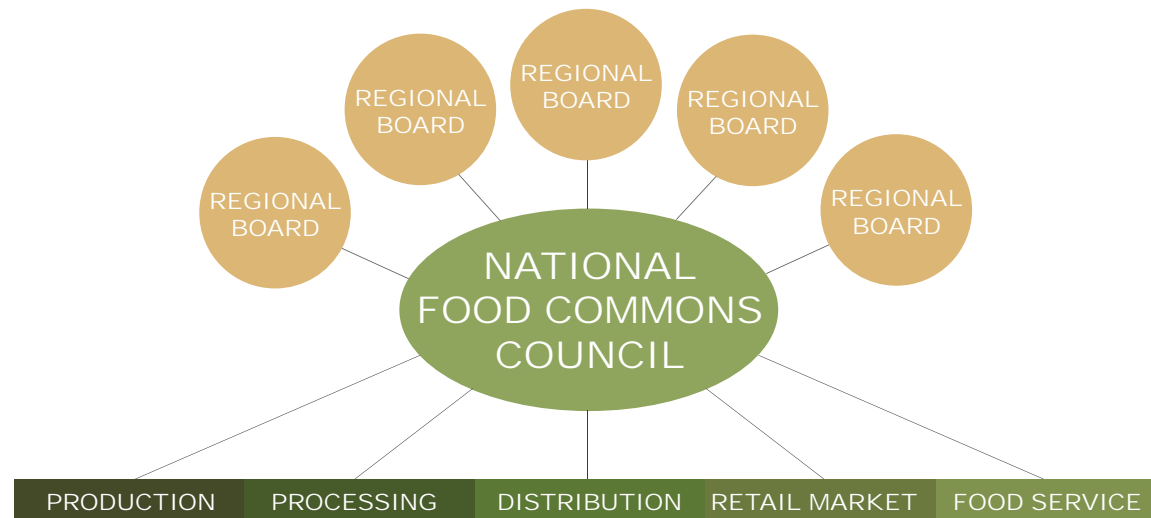 REGIONAL
BOARD
REGIONAL
BOARD
REGIONAL
BOARD
REGIONAL
BOARD
REGIONAL
BOARD
NATIONAL
FOOD COMMONS
COUNCIL
PRODUCTION
PROCESSING
DISTRIBUTION
RETAIL MARKET
FOOD SERVICE